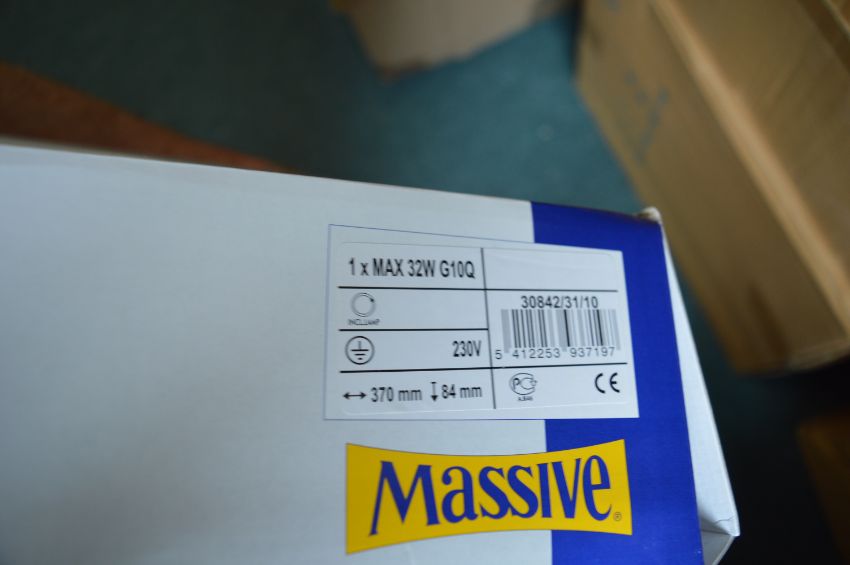 1 x MAX 32W G10Q
30842/31/10
INCL.LAMP
5 412253 937197
230V
370 mm 84 mm
CE
MASSIVE®